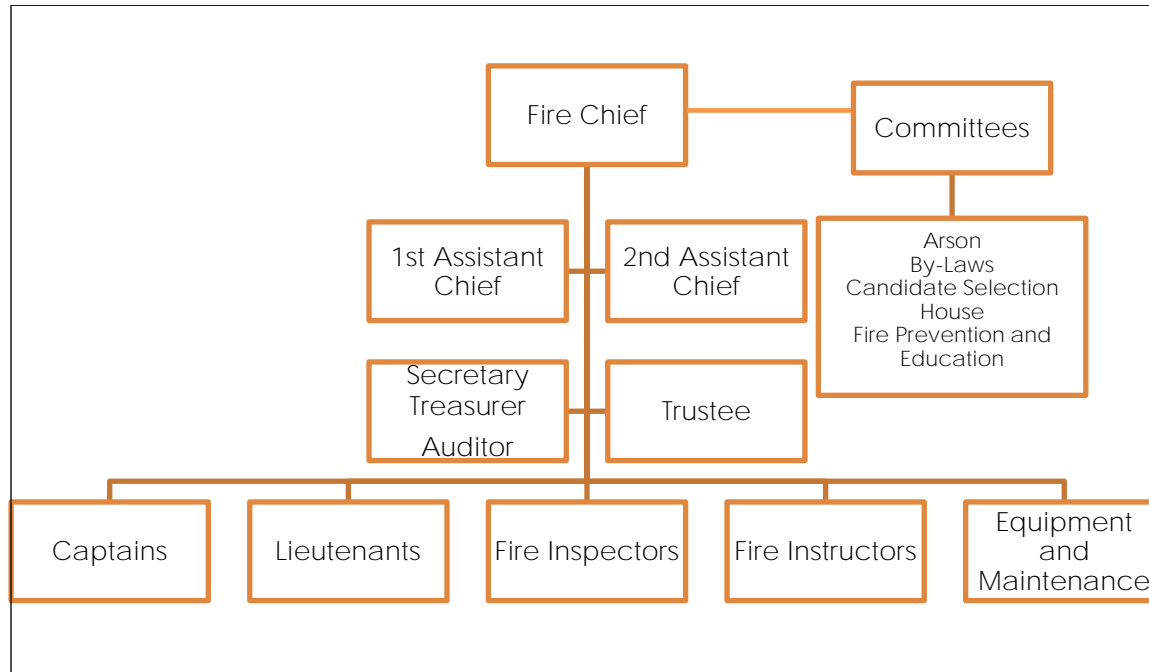 Fire Chief
Committees
1st Assistant
Chief
2nd Assistant
Chief
Arson
By-Laws
Candidate Selection
House
Fire Prevention and
Education
Secretary
Treasurer
Auditor
Trustee
Captains
Lieutenants
Fire Inspectors
Fire Instructors
Equipment
and
Maintenance